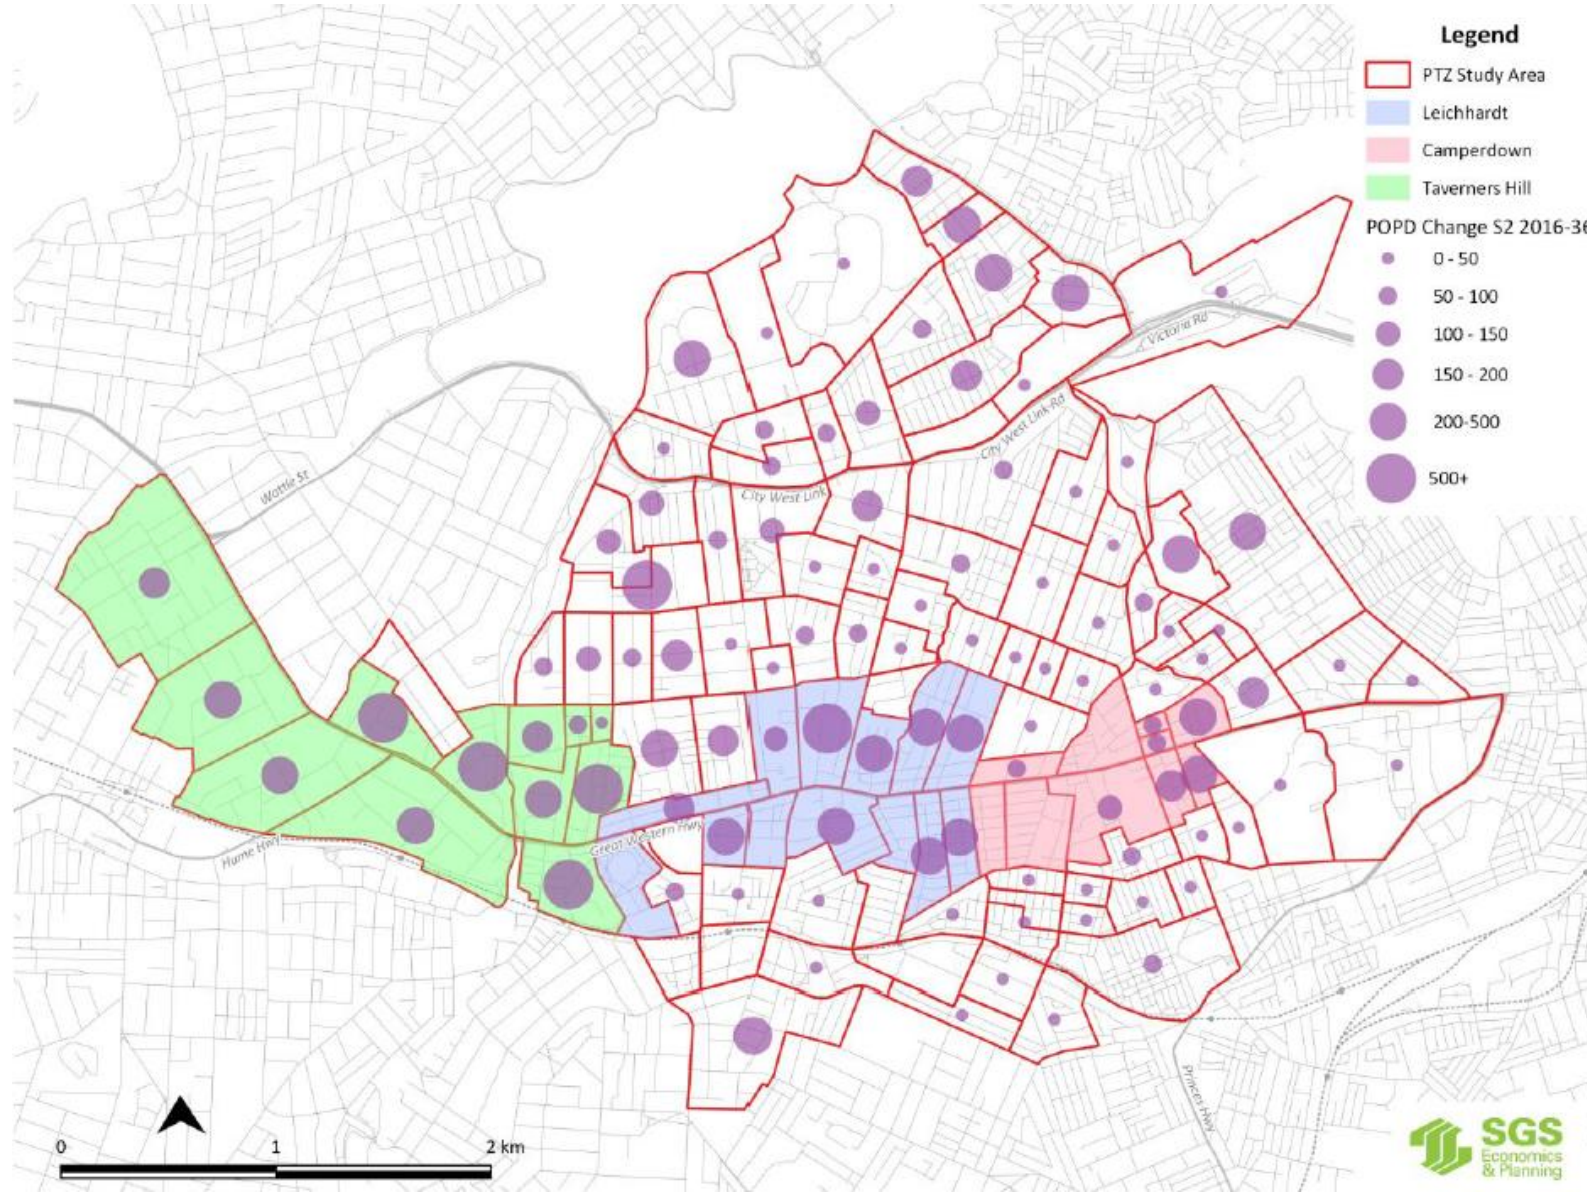 Legend
PTZ Study Area
Leichhardt
Camperdown
Taverners Hill
POPD Change S2 2016-36
0 - 50
50 - 100
100 - 150
150 - 200
200-500
500+
Victoria Rd
City West Link Rd
Wattle St
City West Link
Great Western Hwy
Hume Hwy
Princes Hwy
0 1 2 km
SGS
Economics
& Planning